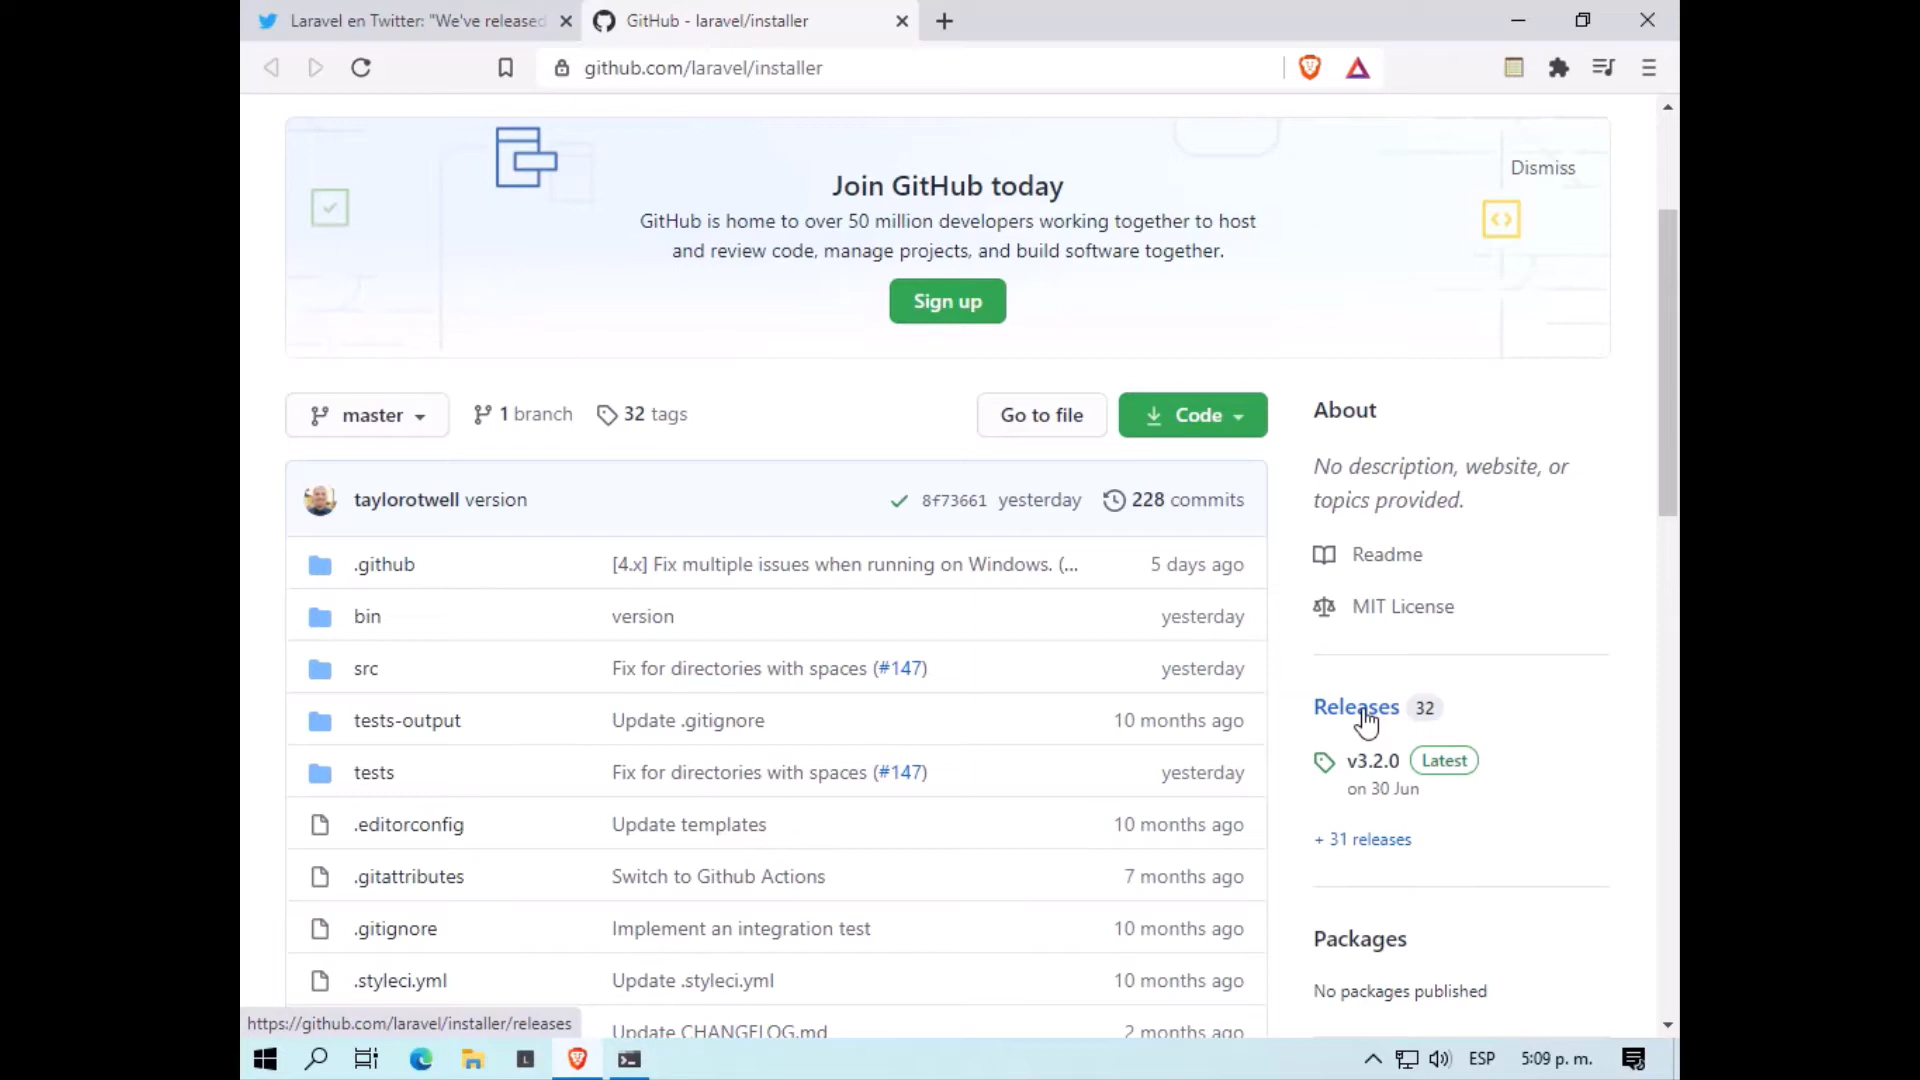 Laravel en Twitter: "We've released
GitHub - laravel/installer
github.com/laravel/installer
Dismiss
Join GitHub today
GitHub is home to over 50 million developers working together to host
and review code, manage projects, and build software together.
Sign up
master
1 branch
32 tags
Go to file
Code
taylorotwell version
8f73661 yesterday
228 commits
.github
[4.x] Fix multiple issues when running on Windows. (...
5 days ago
bin
version
yesterday
src
Fix for directories with spaces (#147)
yesterday
tests-output
Update .gitignore
10 months ago
tests
Fix for directories with spaces (#147)
yesterday
.editorconfig
Update templates
10 months ago
.gitattributes
Switch to Github Actions
7 months ago
.gitignore
Implement an integration test
10 months ago
.styleci.yml
Update .styleci.yml
10 months ago
Update CHANGELOG.md
2 months ago
About
No description, website, or
topics provided.
Readme
MIT License
Releases 32
v3.2.0 Latest
on 30 Jun
+ 31 releases
Packages
No packages published
https://github.com/laravel/installer/releases
L
ESP
5:09 p. m.